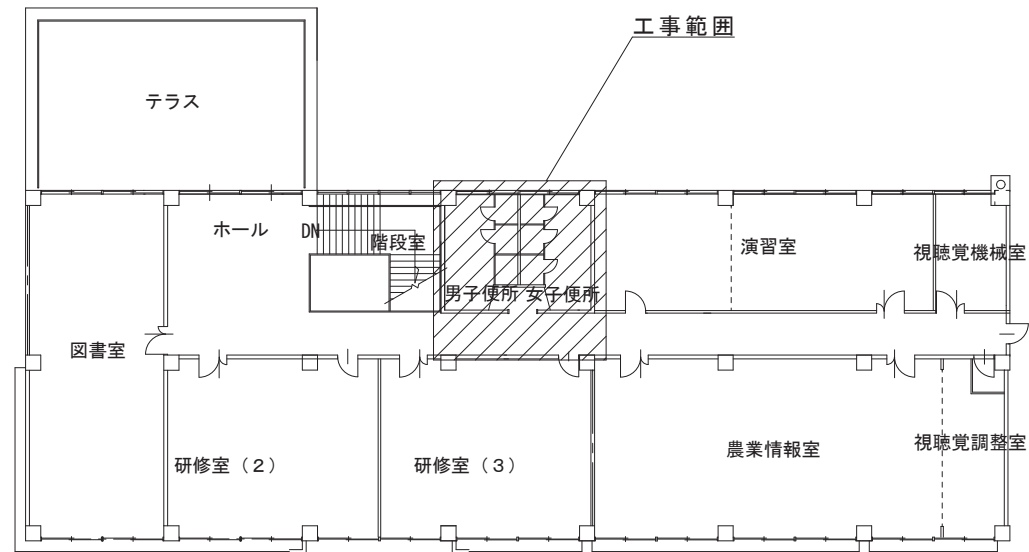 工事範囲
テラス
ホール
DN
階段室
演習室
視聴覚機械室
男子便所
女子便所
図書室
研修室（２）
研修室（３）
農業情報室
視聴覚調整室